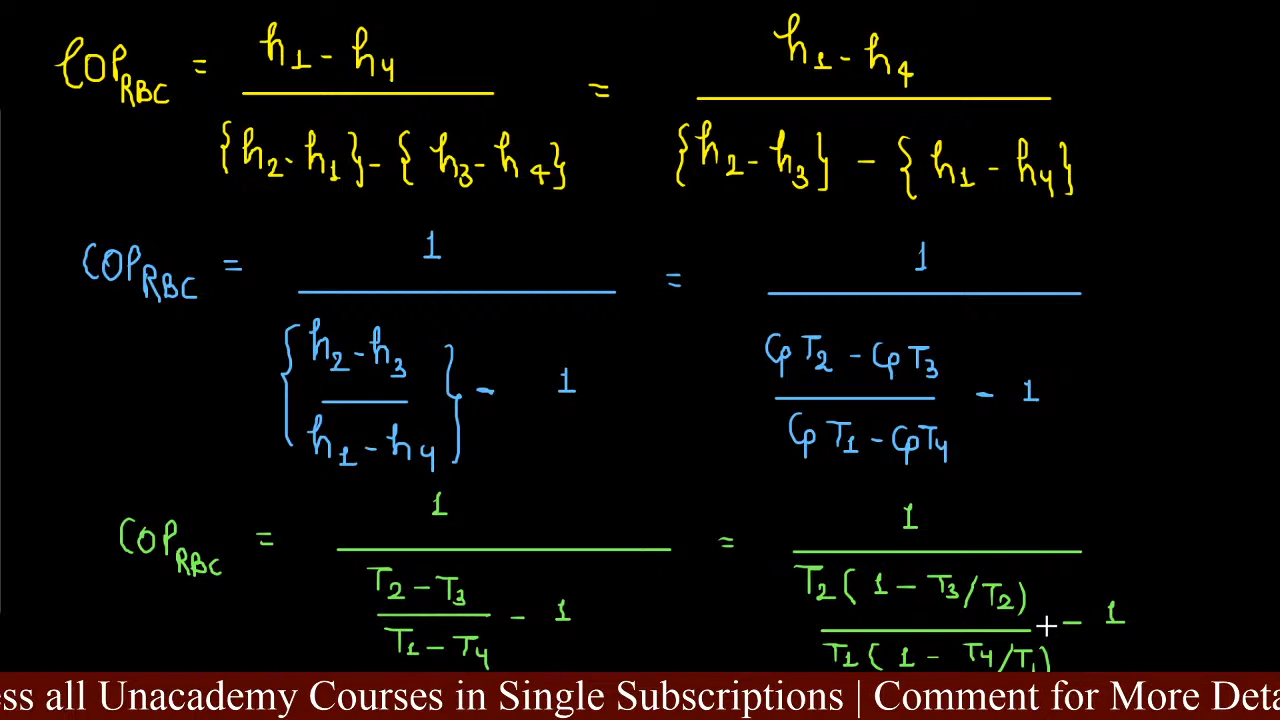 COP_RBC = (h1 - h4) / ({h2 - h1} - {h3 - h4}) = (h1 - h4) / ({h2 - h3} - {h1 - h4})
COP_RBC = 1 / ({(h2 - h3) / (h1 - h4)} - 1) = 1 / ((CpT2 - CpT3) / (CpT1 - CpT4) - 1)
COP_RBC = 1 / ((T2 - T3) / (T1 - T4) - 1) = 1 / (T2(1 - T3/T2) / T1(1 - T4/T1) - 1)
ess all Unacademy Courses in Single Subscriptions | Comment for More Deta